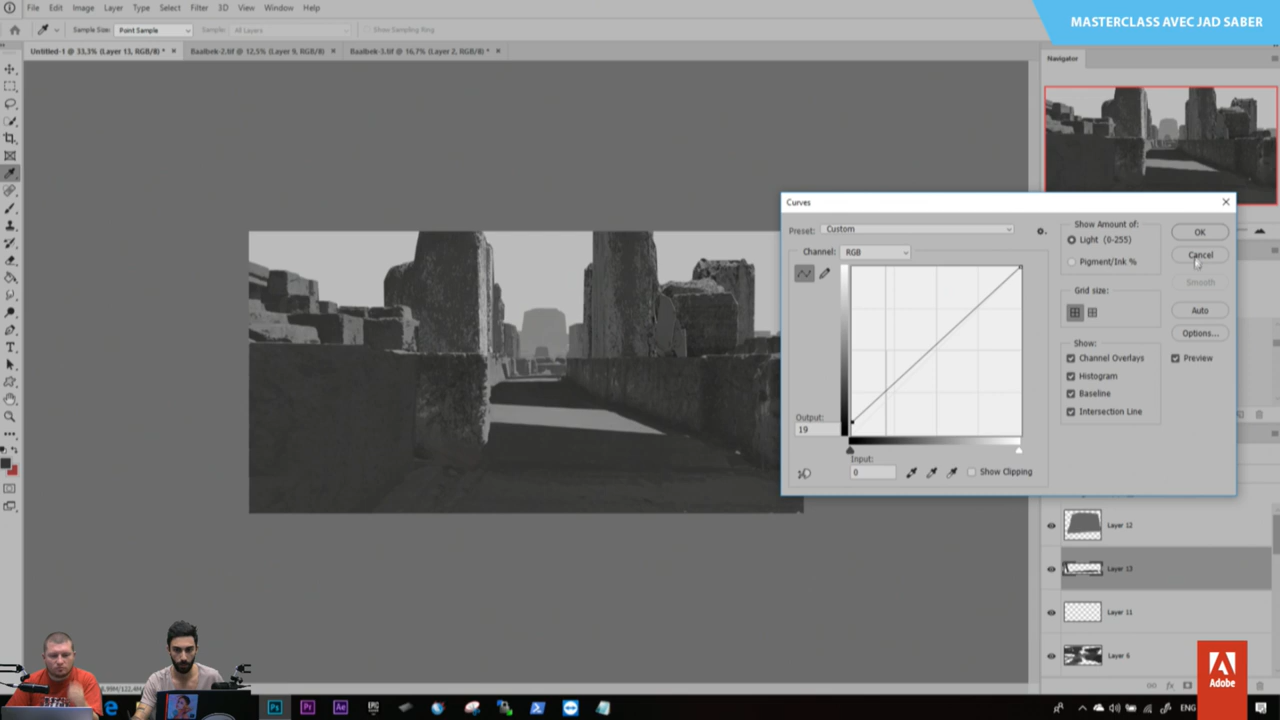 File Edit Image Layer Type Select Filter 3D View Window Help
MASTERCLASS AVEC JAD SABER
Sample Size: Point Sample Sample: All Layers Show Sampling Ring
Untitled-1 @ 33,3% (Layer 13, RGB/8) * × Baalbek-2.tif @ 12,5% (Layer 9, RGB/8) × Baalbek-3.tif @ 16,7% (Layer 2, RGB/8) * ×
Navigator
Curves
Preset: Custom
Channel: RGB
Output:
19
Input:
0
Show Clipping
Show Amount of:
Light (0-255)
Pigment/Ink %
Grid size:
Show:
Channel Overlays
Histogram
Baseline
Intersection Line
OK
Cancel
Smooth
Auto
Options...
Preview
Layer 12
Layer 13
Layer 11
Layer 6
fx
Ps Pr Ae
ENG
Adobe